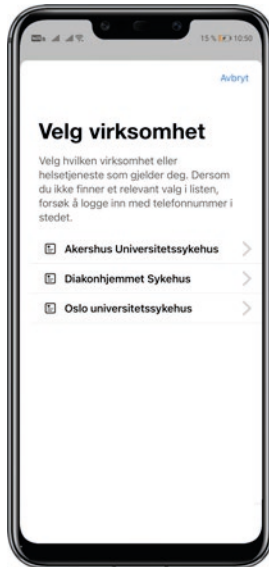 15 % 10:50
Avbryt
Velg virksomhet
Velg hvilken virksomhet eller
helsetjeneste som gjelder deg. Dersom
du ikke finner et relevant valg i listen,
forsøk å logge inn med telefonnummer i
stedet.
Akershus Universitetssykehus
Diakonhjemmet Sykehus
Oslo universitetssykehus